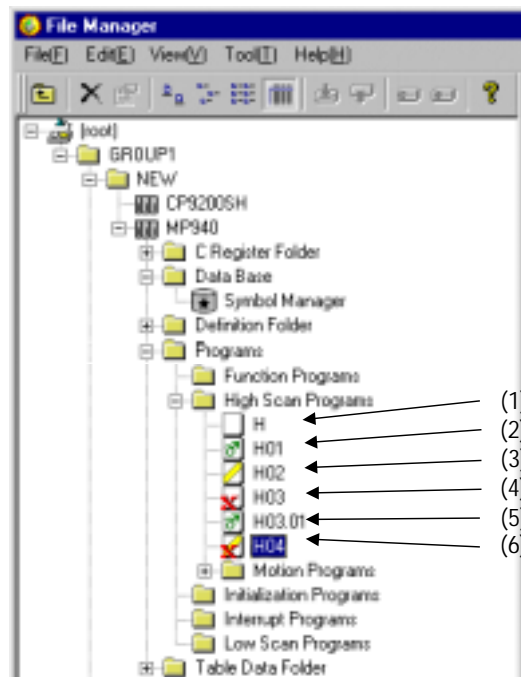 File Manager
File(F) Edit(E) View(V) Tool(T) Help(H)
(root)
GROUP1
NEW
CP9200SH
MP940
C Register Folder
Data Base
Symbol Manager
Definition Folder
Programs
Function Programs
High Scan Programs
H (1)
H01 (2)
H02 (3)
H03 (4)
H03.01 (5)
H04 (6)
Motion Programs
Initialization Programs
Interrupt Programs
Low Scan Programs
Table Data Folder